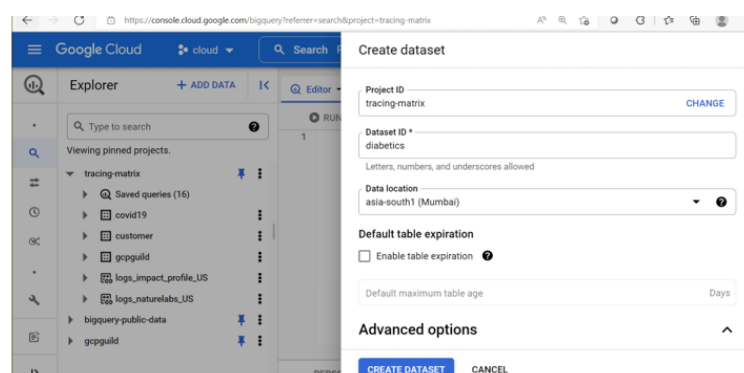 https://console.cloud.google.com/bigquery?referrer=search&project=tracing-matrix
Google Cloud
cloud
Search
Explorer
+ ADD DATA
Editor
RUN
Type to search
1
Viewing pinned projects.
tracing-matrix
Saved queries (16)
covid19
customer
gcpguild
logs_impact_profile_US
logs_naturelabs_US
bigquery-public-data
gcpguild
Create dataset
Project ID
tracing-matrix
CHANGE
Dataset ID *
diabetics
Letters, numbers, and underscores allowed
Data location
asia-south1 (Mumbai)
Default table expiration
Enable table expiration
Default maximum table age
Days
Advanced options
CREATE DATASET
CANCEL